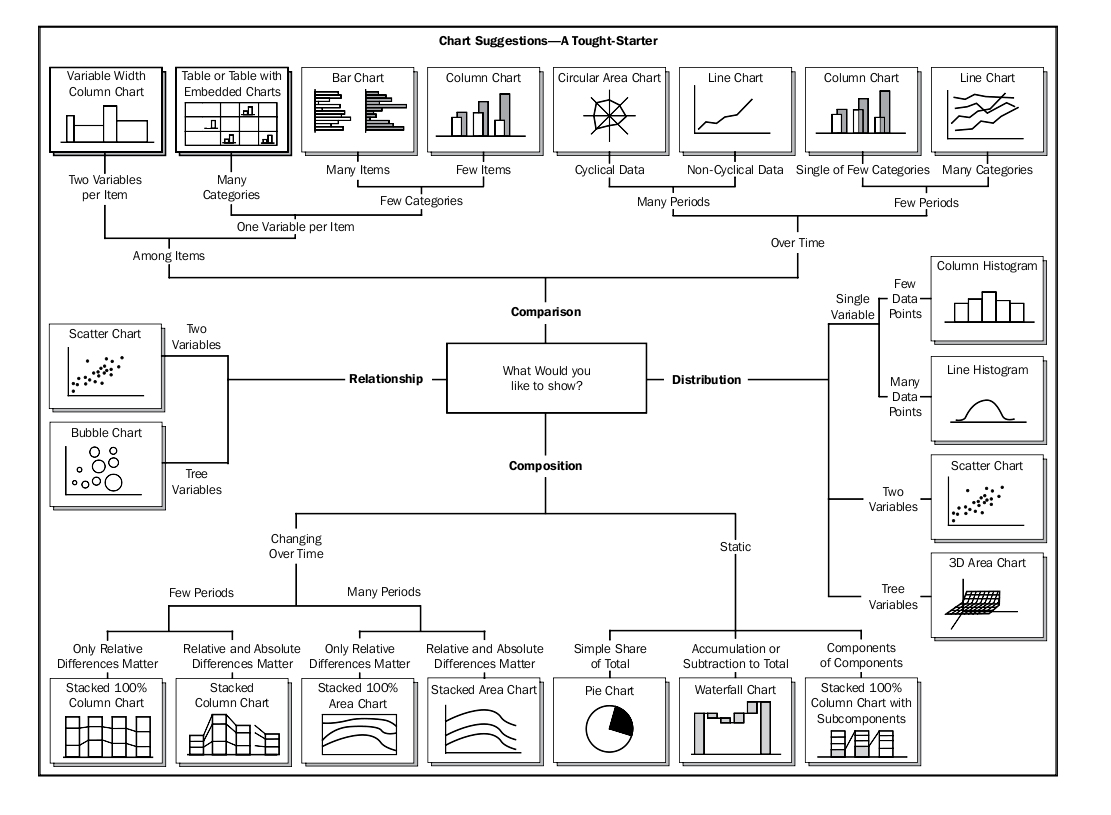 Chart Suggestions—A Tought-Starter
Variable Width
Column Chart
Table or Table with
Embedded Charts
Bar Chart
Column Chart
Circular Area Chart
Line Chart
Column Chart
Line Chart
Two Variables
per Item
Many
Categories
Many Items
Few Items
Cyclical Data
Non-Cyclical Data
Single of Few Categories
Many Categories
Few Categories
Many Periods
Few Periods
One Variable per Item
Among Items
Over Time
Comparison
Scatter Chart
Two
Variables
Bubble Chart
Tree
Variables
Relationship
What Would you
like to show?
Distribution
Single
Variable
Few
Data
Points
Column Histogram
Many
Data
Points
Line Histogram
Two
Variables
Scatter Chart
Tree
Variables
3D Area Chart
Composition
Changing
Over Time
Static
Few Periods
Many Periods
Only Relative
Differences Matter
Relative and Absolute
Differences Matter
Only Relative
Differences Matter
Relative and Absolute
Differences Matter
Simple Share
of Total
Accumulation or
Subtraction to Total
Components
of Components
Stacked 100%
Column Chart
Stacked
Column Chart
Stacked 100%
Area Chart
Stacked Area Chart
Pie Chart
Waterfall Chart
Stacked 100%
Column Chart with
Subcomponents